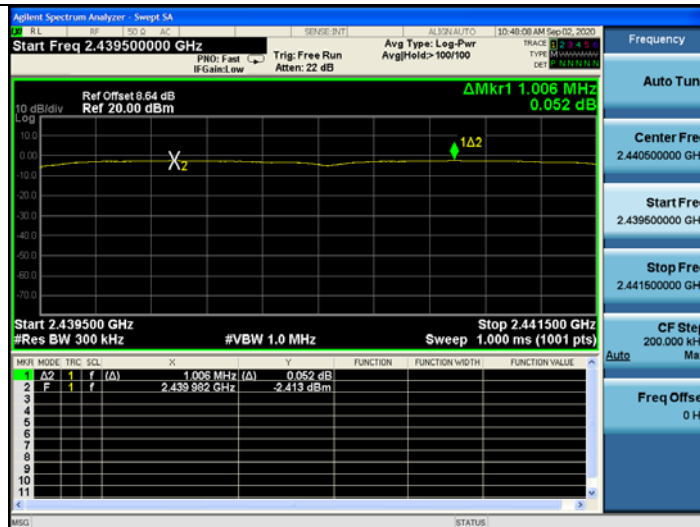 Agilent Spectrum Analyzer - Swept SA
RL RF 50 Ω AC SENSE:INT ALIGN AUTO 10:48:08 AM Sep 02, 2020
Start Freq 2.439500000 GHz
PNO: Fast
IFGain:Low
Trig: Free Run
Atten: 22 dB
Avg Type: Log-Pwr
Avg|Hold:>100/100
TRACE 1 2 3 4 5 6
TYPE M
DET P N N N N N
ΔMkr1 1.006 MHz
0.052 dB
Ref Offset 8.64 dB
Ref 20.00 dBm
10 dB/div
Log
10.0
0.00
-10.0
-20.0
-30.0
-40.0
-50.0
-60.0
-70.0
X2
1Δ2
Start 2.439500 GHz
Stop 2.441500 GHz
#Res BW 300 kHz
#VBW 1.0 MHz
Sweep 1.000 ms (1001 pts)
MKR MODE TRC SCL X Y FUNCTION FUNCTION WIDTH FUNCTION VALUE
1 Δ2 1 f (Δ) 1.006 MHz (Δ) 0.052 dB
2 F 1 f 2.439 982 GHz -2.413 dBm
3
4
5
6
7
8
9
10
11
MSG
STATUS
Frequency
Auto Tun
Center Fre
2.440500000 GH
Start Fre
2.439500000 GH
Stop Fre
2.441500000 GH
CF Step
200.000 kH
Auto Ma
Freq Offse
0 H